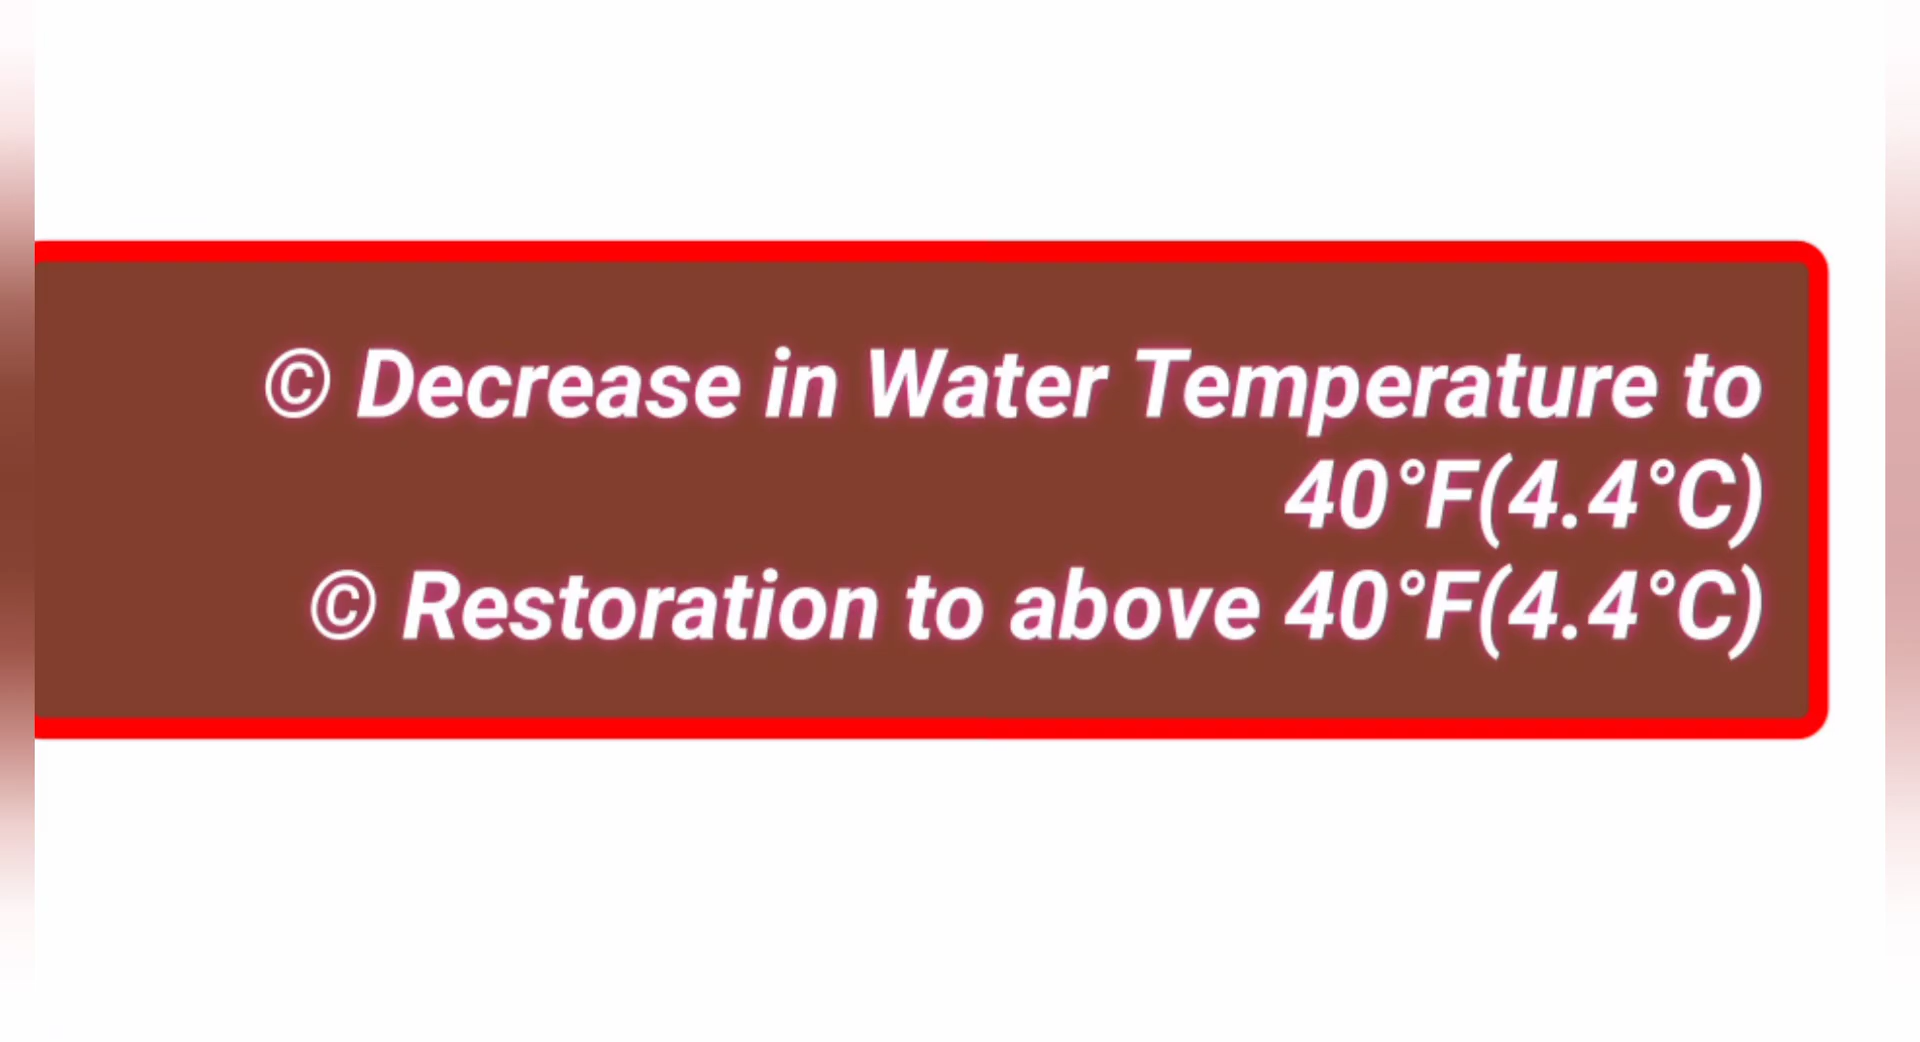 © Decrease in Water Temperature to
40°F(4.4°C)
© Restoration to above 40°F(4.4°C)